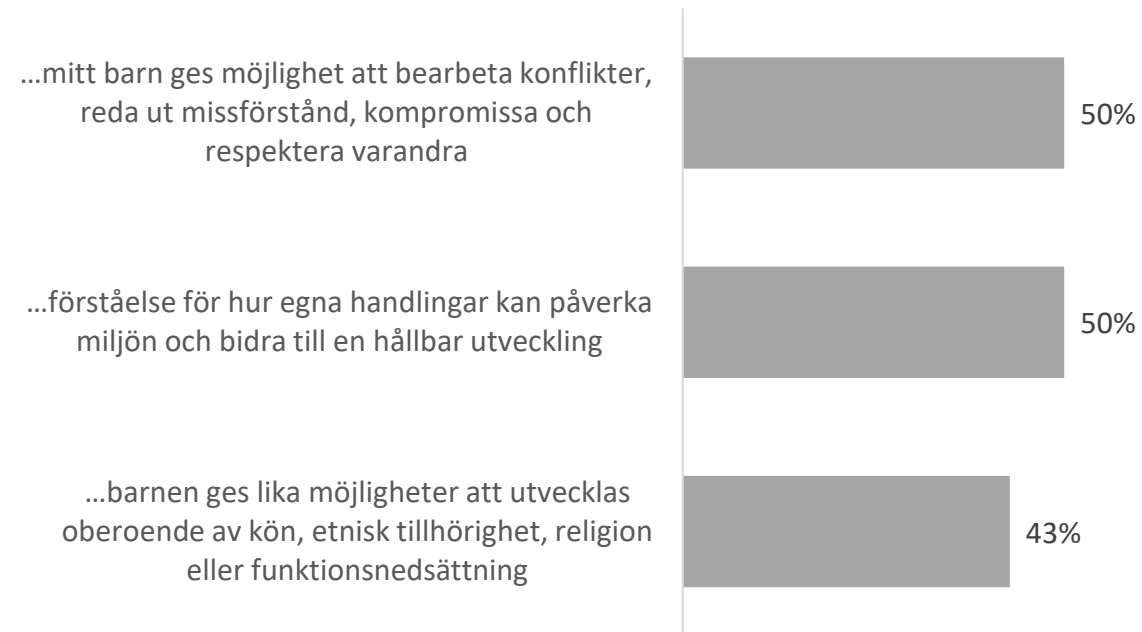 …mitt barn ges möjlighet att bearbeta konflikter,
reda ut missförstånd, kompromissa och
respektera varandra
50%
…förståelse för hur egna handlingar kan påverka
miljön och bidra till en hållbar utveckling
50%
…barnen ges lika möjligheter att utvecklas
oberoende av kön, etnisk tillhörighet, religion
eller funktionsnedsättning
43%